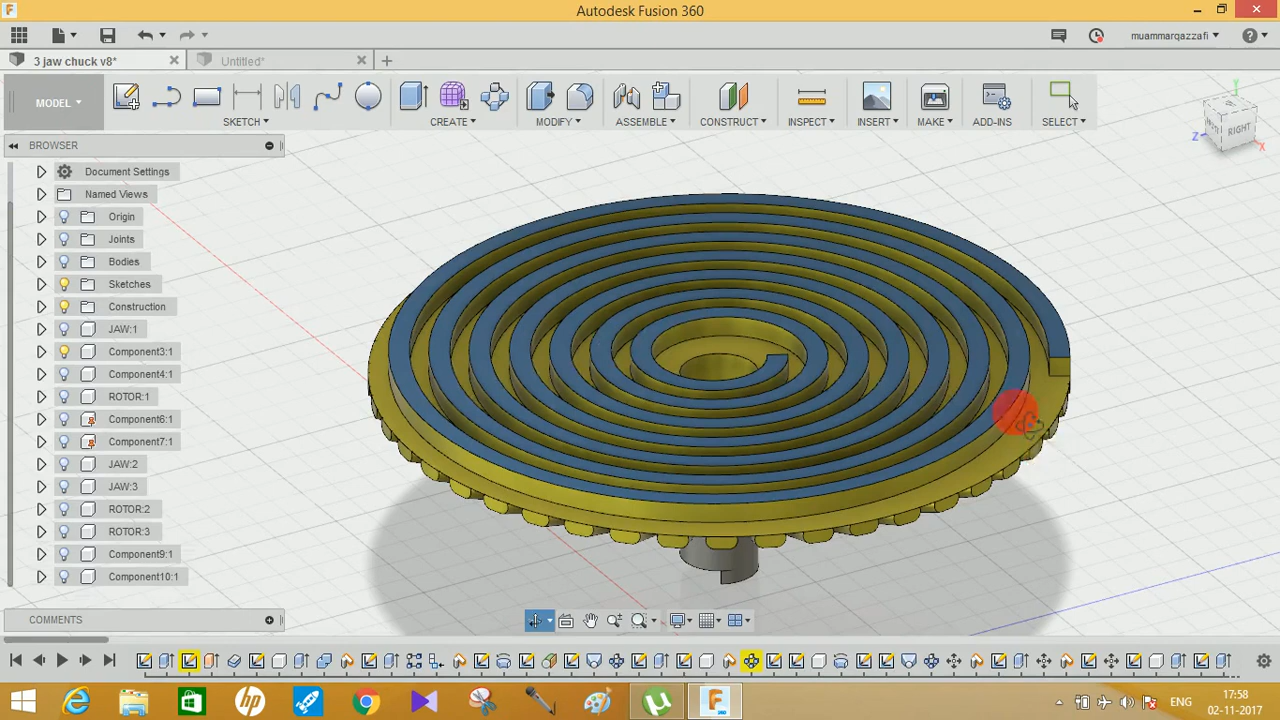 F
Autodesk Fusion 360
muammarqazzafi
3 jaw chuck v8*
Untitled*
MODEL
SKETCH
CREATE
MODIFY
ASSEMBLE
CONSTRUCT
INSPECT
INSERT
MAKE
ADD-INS
SELECT
BROWSER
RIGHT
Z
Y
X
Document Settings
Named Views
Origin
Joints
Bodies
Sketches
Construction
JAW:1
Component3:1
Component4:1
ROTOR:1
Component6:1
Component7:1
JAW:2
JAW:3
ROTOR:2
ROTOR:3
Component9:1
Component10:1
COMMENTS
hp
F
360
ENG
17:58
02-11-2017